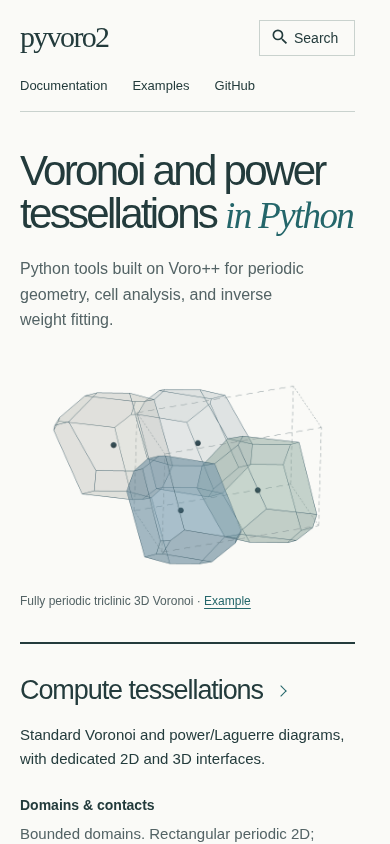 pyvoro2
Search
Documentation Examples GitHub
Voronoi and power
tessellations in Python
Python tools built on Voro++ for periodic
geometry, cell analysis, and inverse
weight fitting.
Fully periodic triclinic 3D Voronoi · Example
Compute tessellations
Standard Voronoi and power/Laguerre diagrams,
with dedicated 2D and 3D interfaces.
Domains & contacts
Bounded domains. Rectangular periodic 2D;